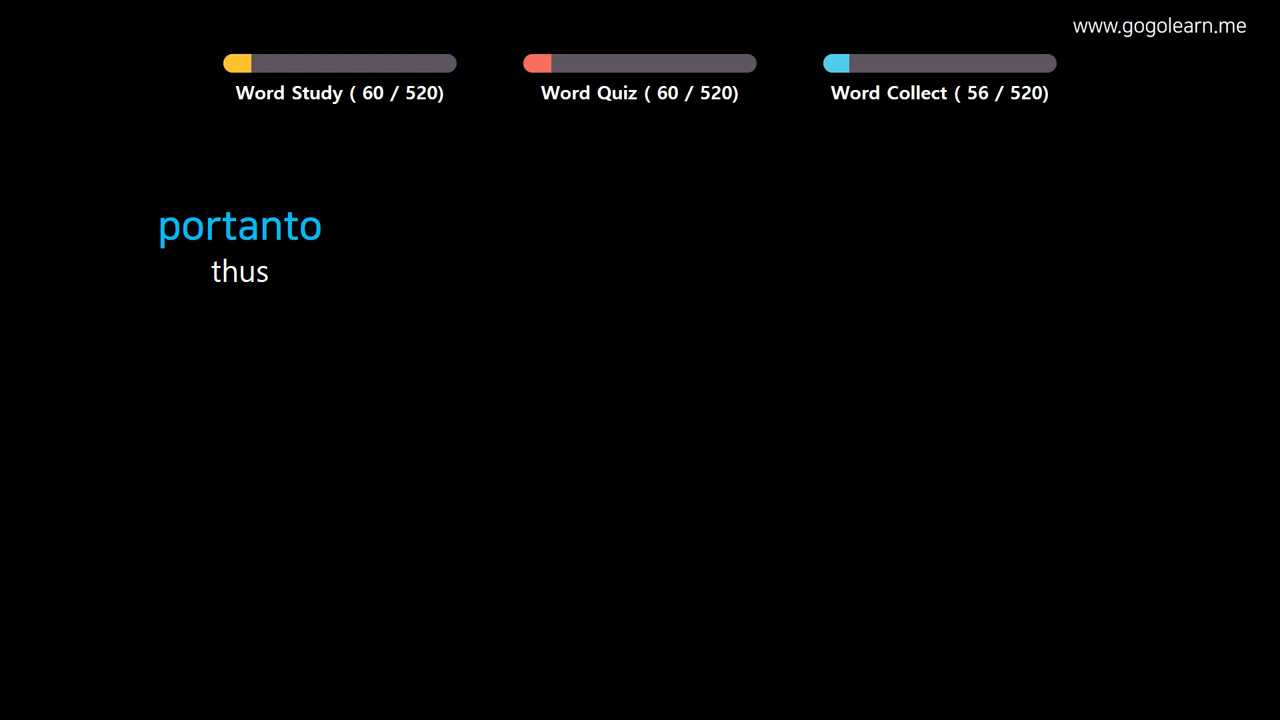 www.gogolearn.me
Word Study ( 60 / 520)
Word Quiz ( 60 / 520)
Word Collect ( 56 / 520)
portanto
thus